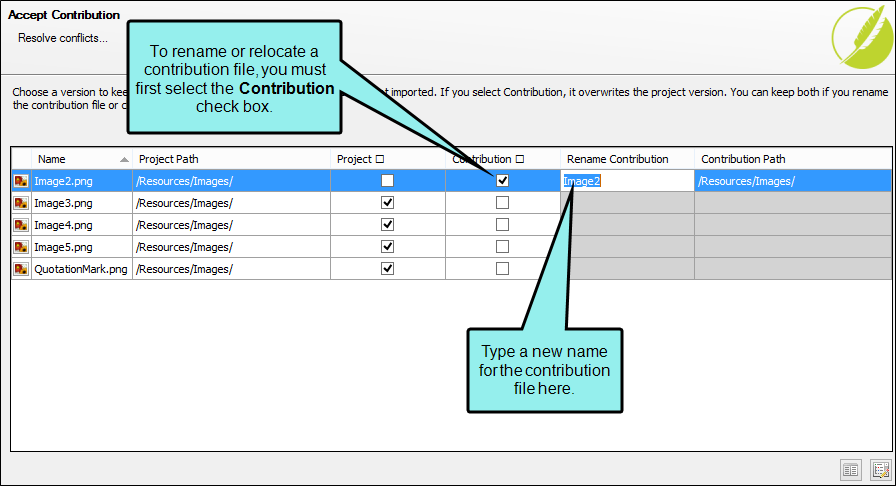 Accept Contribution
Resolve conflicts...
To rename or relocate a
contribution file, you must
first select the Contribution
check box.
Choose a version to kee
t imported. If you select Contribution, it overwrites the project version. You can keep both if you rename
the contribution file or c
Name Project Path Project Contribution Rename Contribution Contribution Path
Image2.png /Resources/Images/ Image2 /Resources/Images/
Image3.png /Resources/Images/
Image4.png /Resources/Images/
Image5.png /Resources/Images/
QuotationMark.png /Resources/Images/
Type a new name
for the contribution
file here.